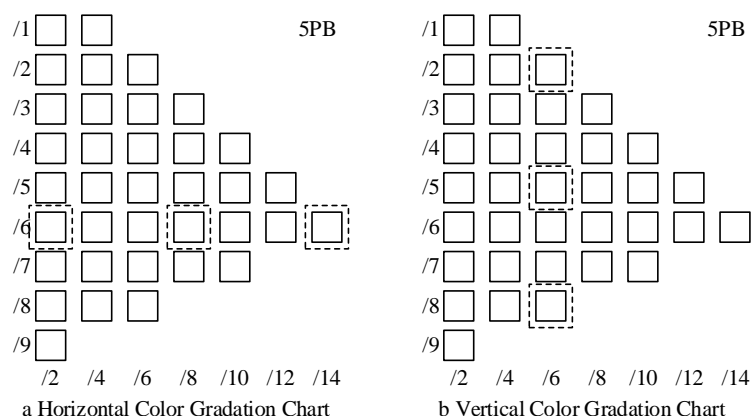 /1 5PB
/2
/3
/4
/5
/6
/7
/8
/9
/2 /4 /6 /8 /10 /12 /14
a Horizontal Color Gradation Chart
/1 5PB
/2
/3
/4
/5
/6
/7
/8
/9
/2 /4 /6 /8 /10 /12 /14
b Vertical Color Gradation Chart